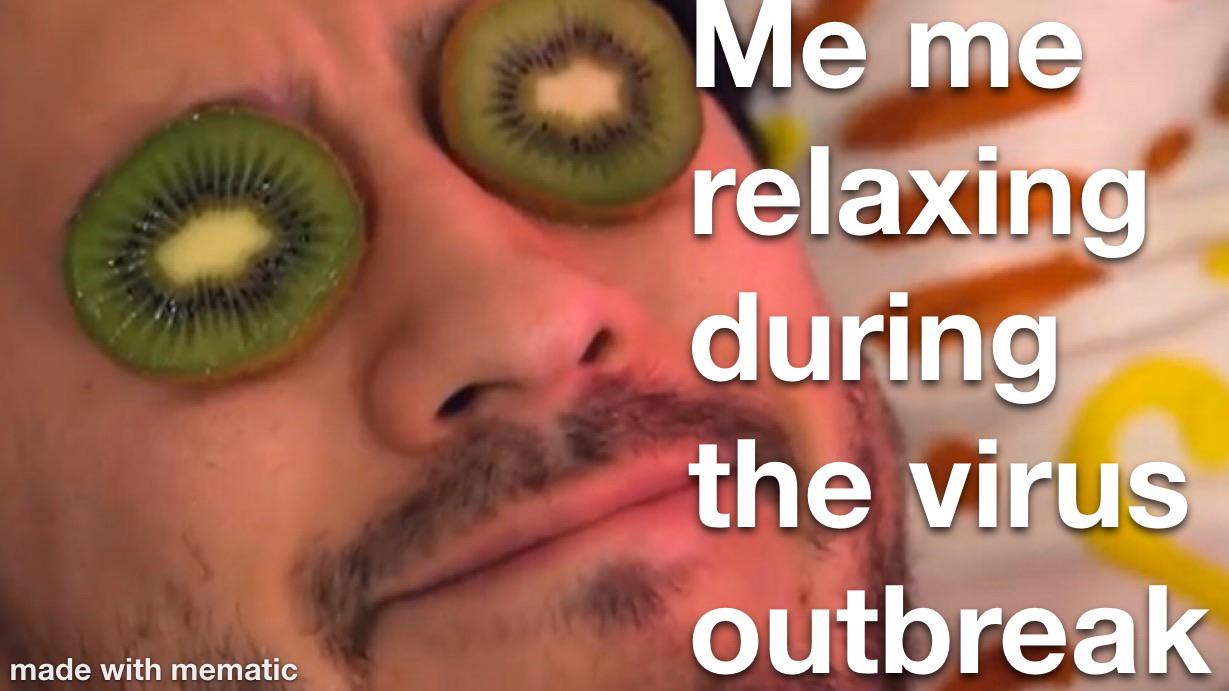 Me me
relaxing
during
the virus
outbreak
made with mematic